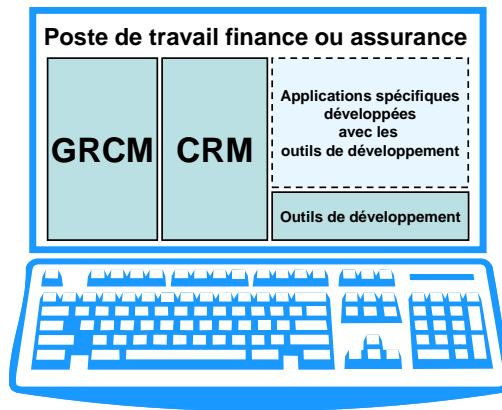 Poste de travail finance ou assurance
GRCM
CRM
Applications spécifiques
développées
avec les
outils de développement
Outils de développement